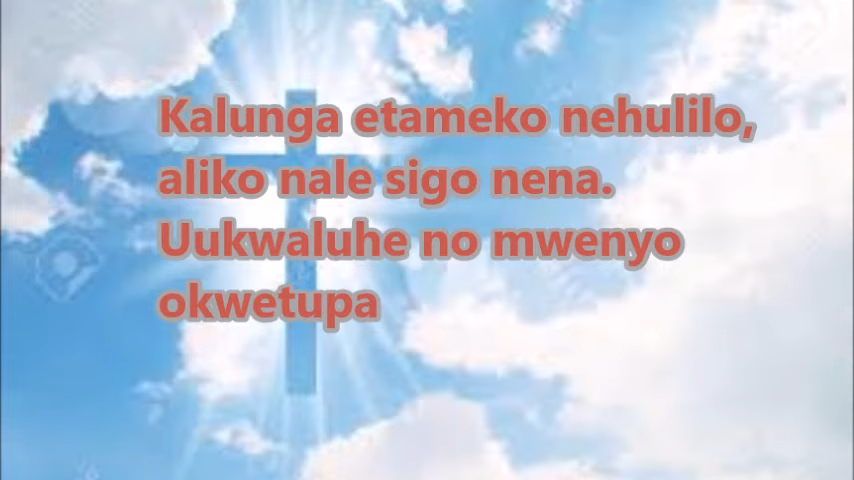 Kalunga etameko nehulilo,
aliko nale sigo nena.
Uukwaluhe no mwenyo
okwetupa